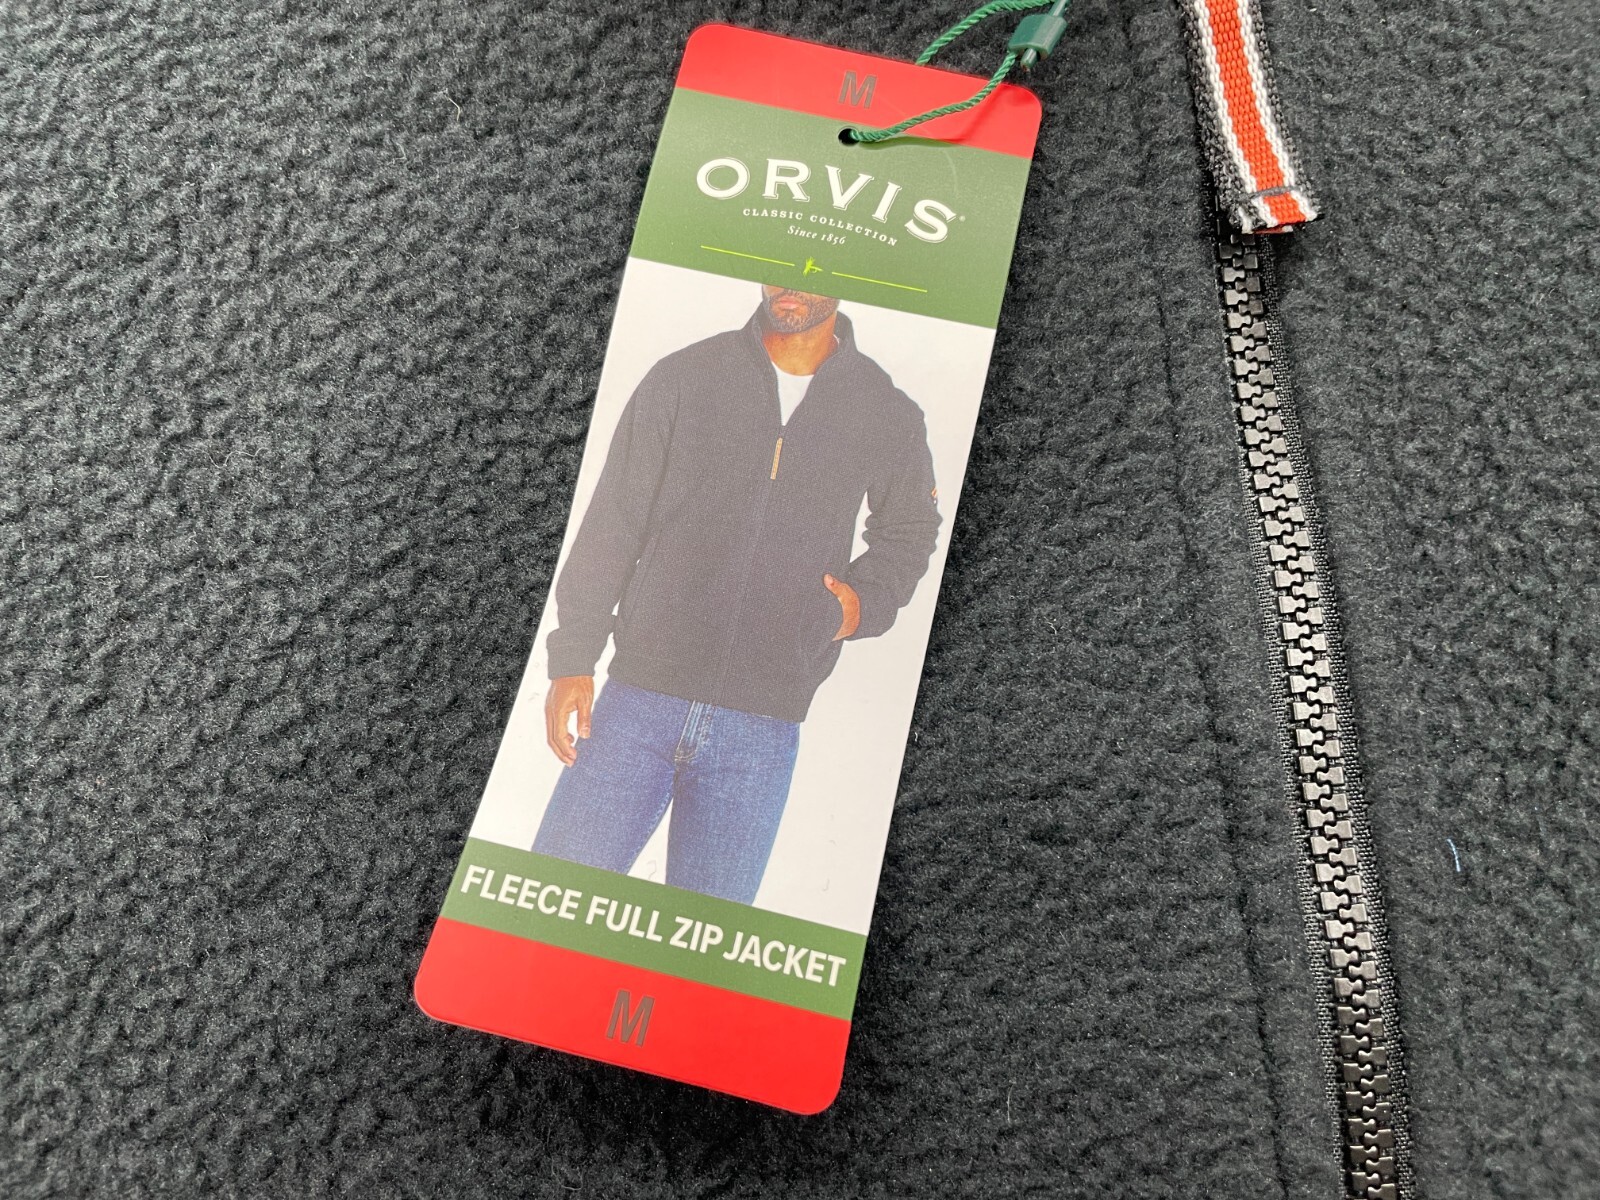 M
ORVIS
CLASSIC COLLECTION
Since 1856
FLEECE FULL ZIP JACKET
M